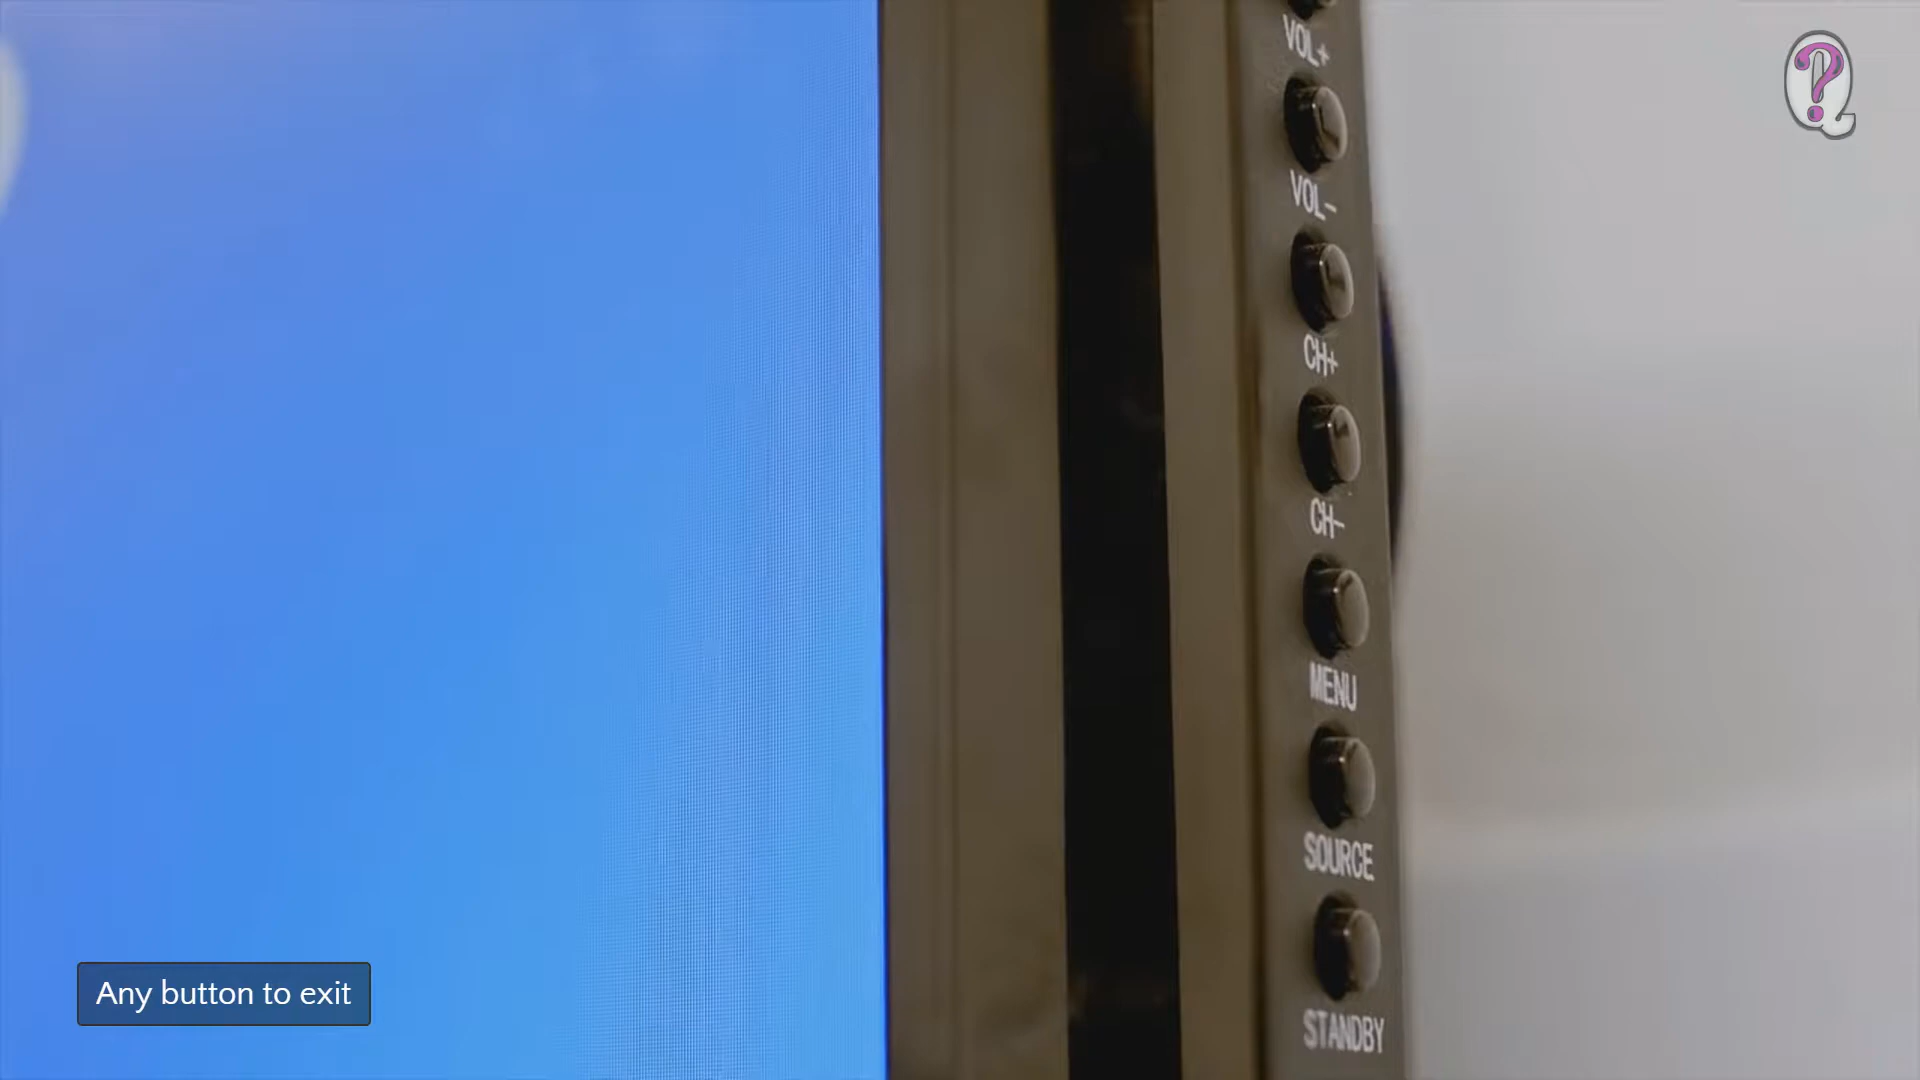 VOL+
VOL-
CH+
CH-
MENU
SOURCE
STANDBY
Any button to exit